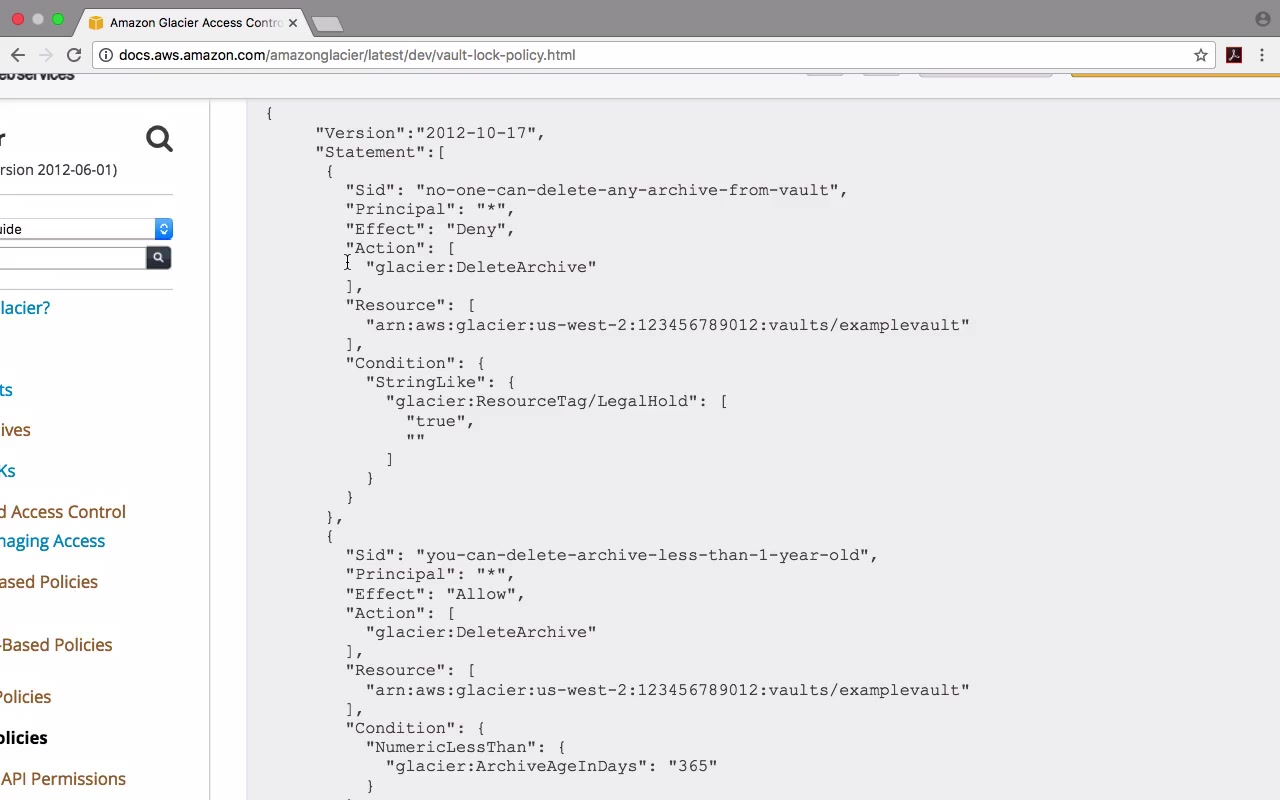 Amazon Glacier Access Contro
docs.aws.amazon.com/amazonglacier/latest/dev/vault-lock-policy.html
r
rsion 2012-06-01)
uide
lacier?
ts
ives
Ks
d Access Control
naging Access
ased Policies
-Based Policies
Policies
olicies
API Permissions
{
"Version":"2012-10-17",
"Statement":[
{
"Sid": "no-one-can-delete-any-archive-from-vault",
"Principal": "*",
"Effect": "Deny",
"Action": [
"glacier:DeleteArchive"
],
"Resource": [
"arn:aws:glacier:us-west-2:123456789012:vaults/examplevault"
],
"Condition": {
"StringLike": {
"glacier:ResourceTag/LegalHold": [
"true",
""
]
}
}
},
{
"Sid": "you-can-delete-archive-less-than-1-year-old",
"Principal": "*",
"Effect": "Allow",
"Action": [
"glacier:DeleteArchive"
],
"Resource": [
"arn:aws:glacier:us-west-2:123456789012:vaults/examplevault"
],
"Condition": {
"NumericLessThan": {
"glacier:ArchiveAgeInDays": "365"
}